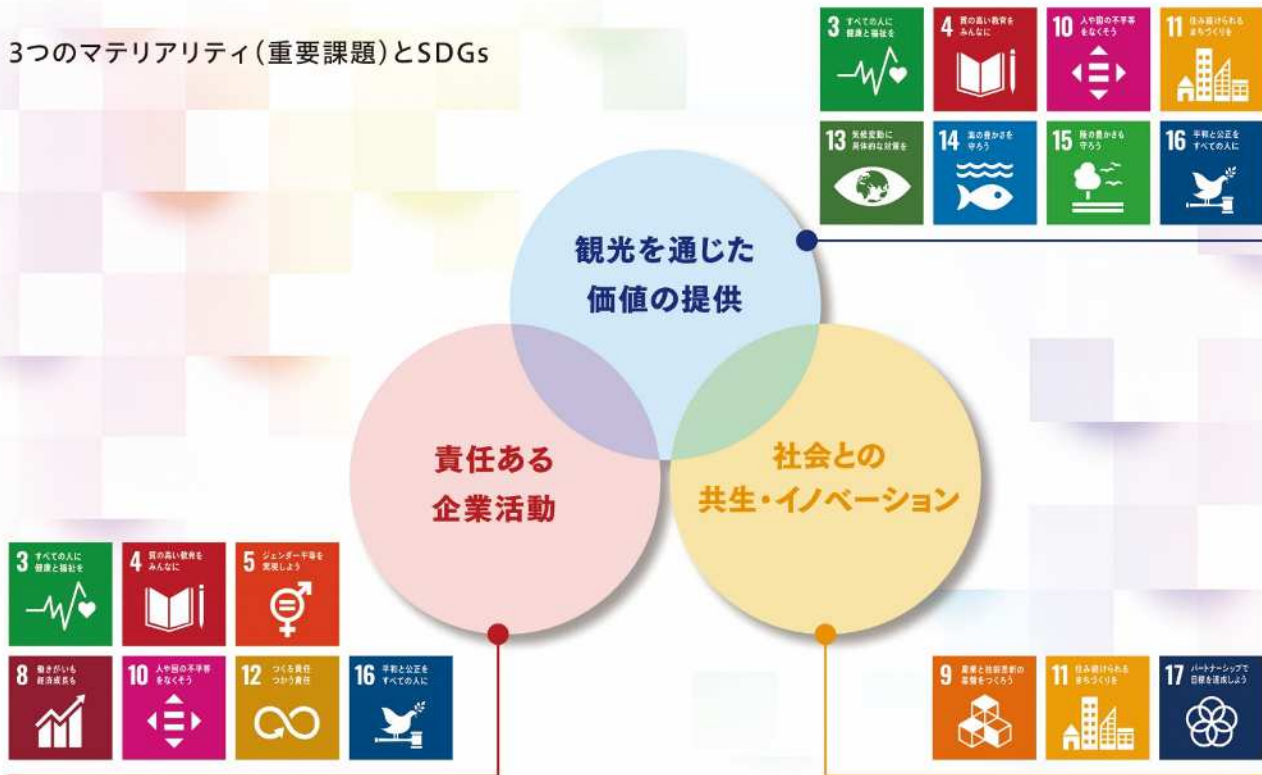 3つのマテリアリティ(重要課題)とSDGs
3 すべての人に
健康と福祉を
4 質の高い教育を
みんなに
10 人や国の不平等
をなくそう
11 住み続けられる
まちづくりを
13 気候変動に
具体的な対策を
14 海の豊かさを
守ろう
15 陸の豊かさも
守ろう
16 平和と公正を
すべての人に
観光を通じた
価値の提供
責任ある
企業活動
社会との
共生・イノベーション
3 すべての人に
健康と福祉を
4 質の高い教育を
みんなに
5 ジェンダー平等を
実現しよう
8 働きがいも
経済成長も
10 人や国の不平等
をなくそう
12 つくる責任
つかう責任
16 平和と公正を
すべての人に
9 産業と技術革新の
基盤をつくろう
11 住み続けられる
まちづくりを
17 パートナーシップで
目標を達成しよう